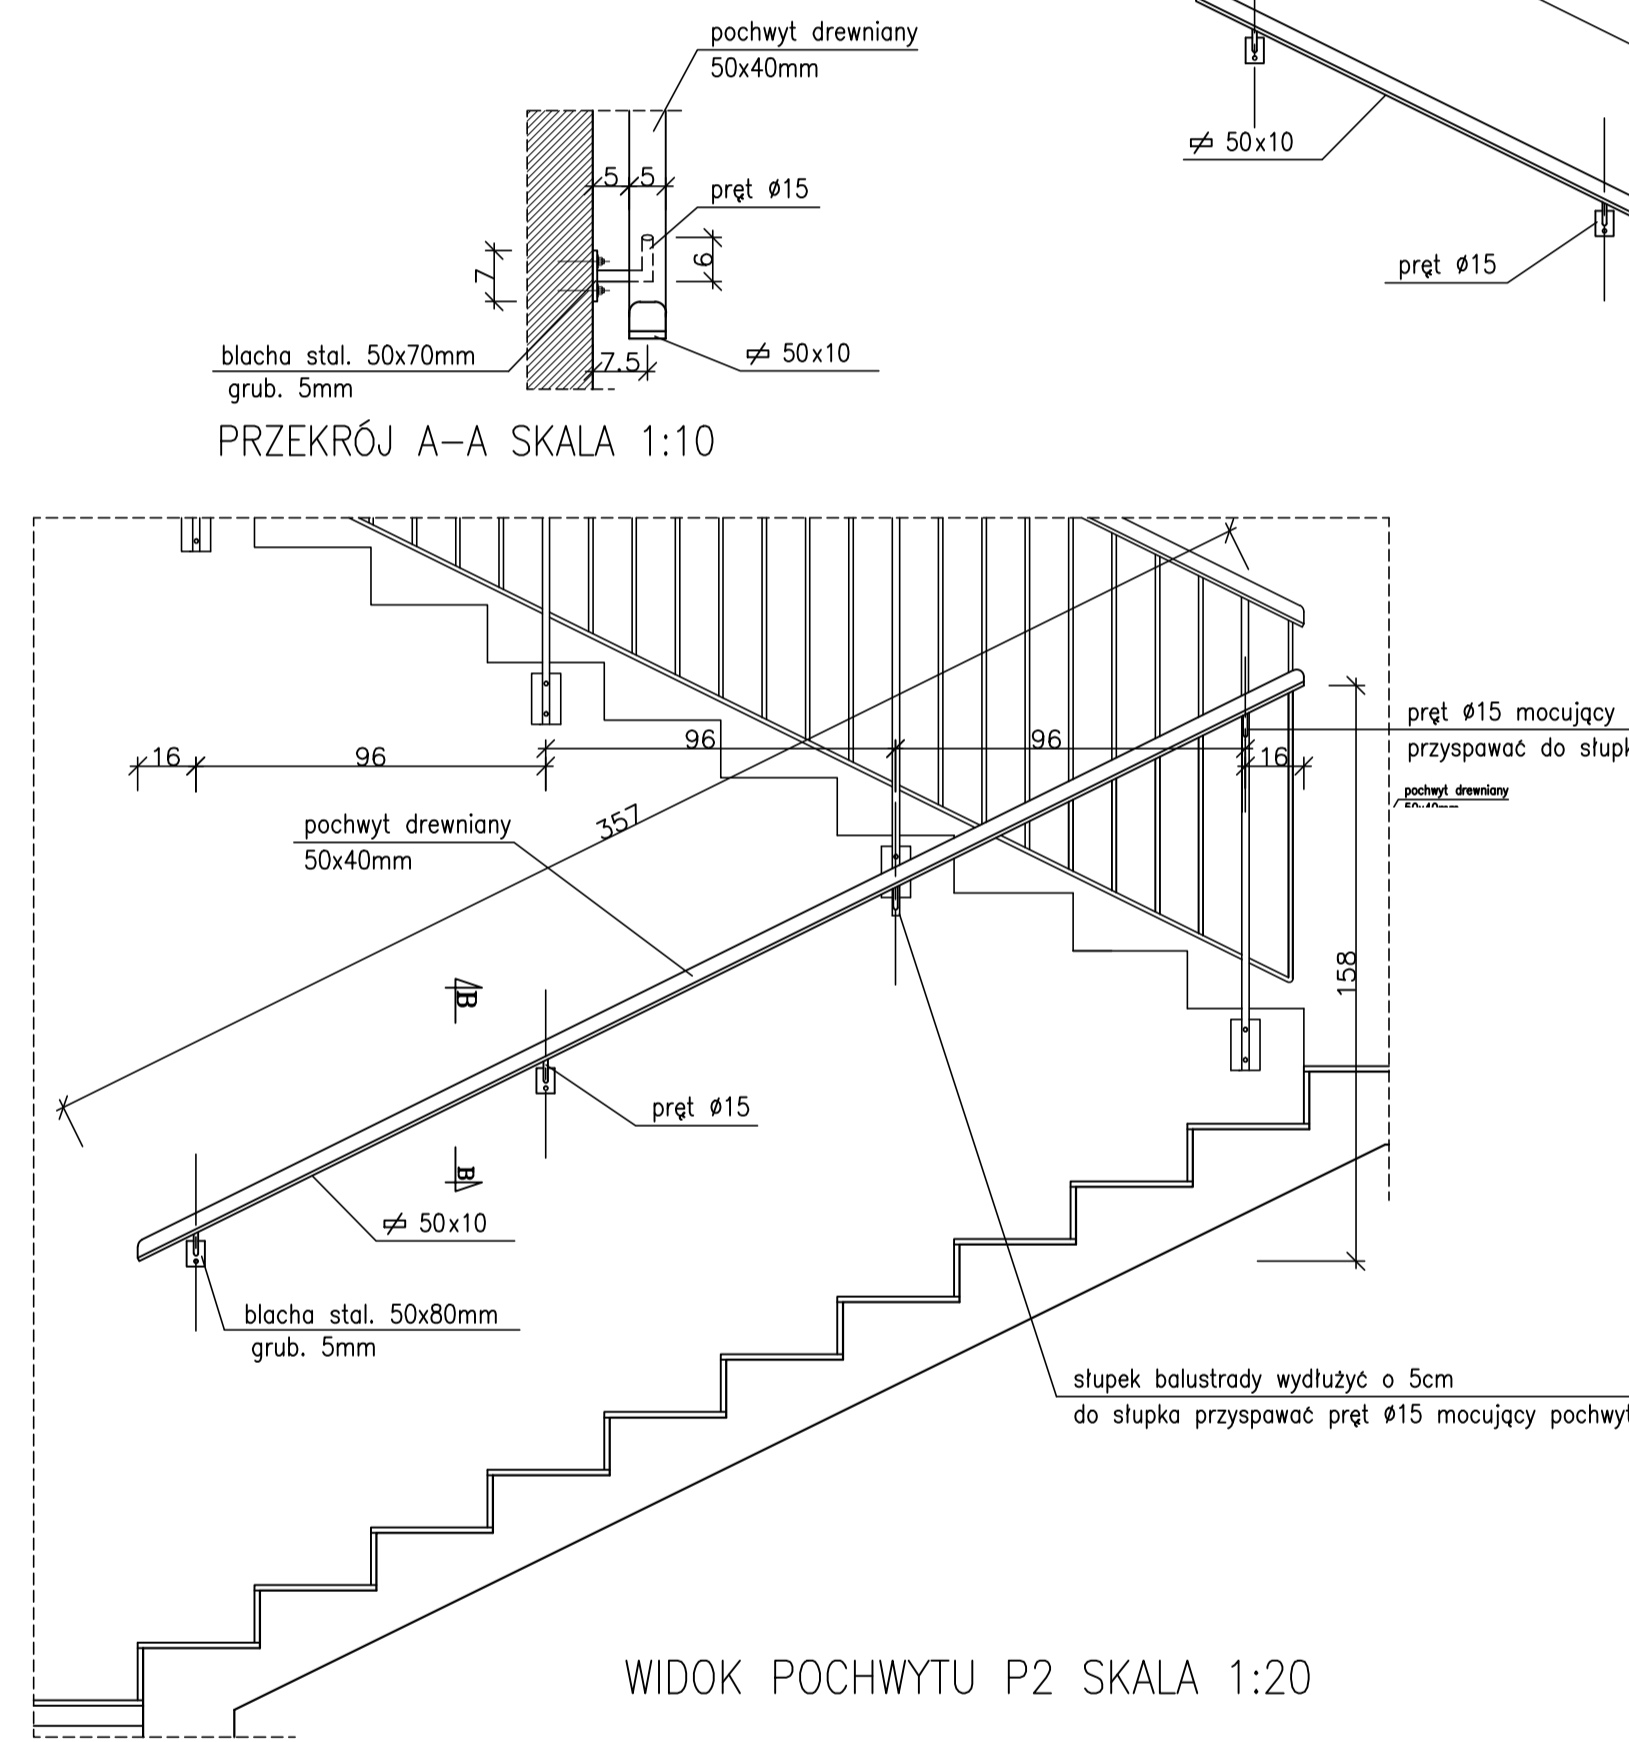 pochwyt drewniany
50x40mm
50x10
5
5
pręt ø15
7
6
pręt ø15
blacha stal. 50x70mm
grub. 5mm
7.5
50x10
PRZEKRÓJ A-A SKALA 1:10
pręt ø15 mocujący
przyspawać do słupk
16
96
96
96
16
pochwyt drewniany
pochwyt drewniany
50x40mm
357
158
B
pręt ø15
B
50x10
blacha stal. 50x80mm
grub. 5mm
słupek balustrady wydłużyć o 5cm
do słupka przyspawać pręt ø15 mocujący pochwyt
WIDOK POCHWYTU P2 SKALA 1:20